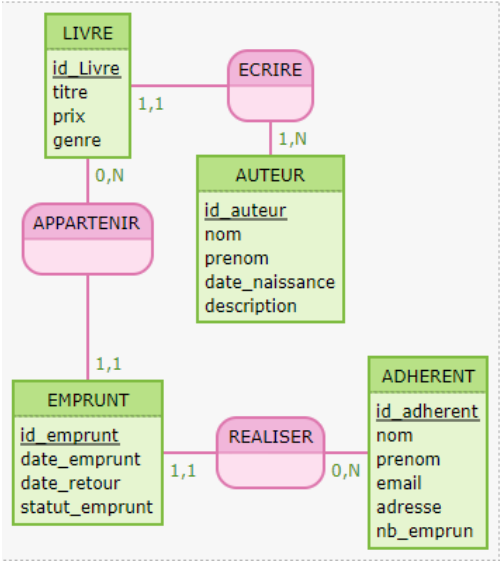 LIVRE
id_Livre
titre
prix
genre
1,1
ECRIRE
0,N
1,N
AUTEUR
id_auteur
nom
prenom
date_naissance
description
APPARTENIR
1,1
EMPRUNT
id_emprunt
date_emprunt
date_retour
statut_emprunt
1,1
REALISER
0,N
ADHERENT
id_adherent
nom
prenom
email
adresse
nb_emprun